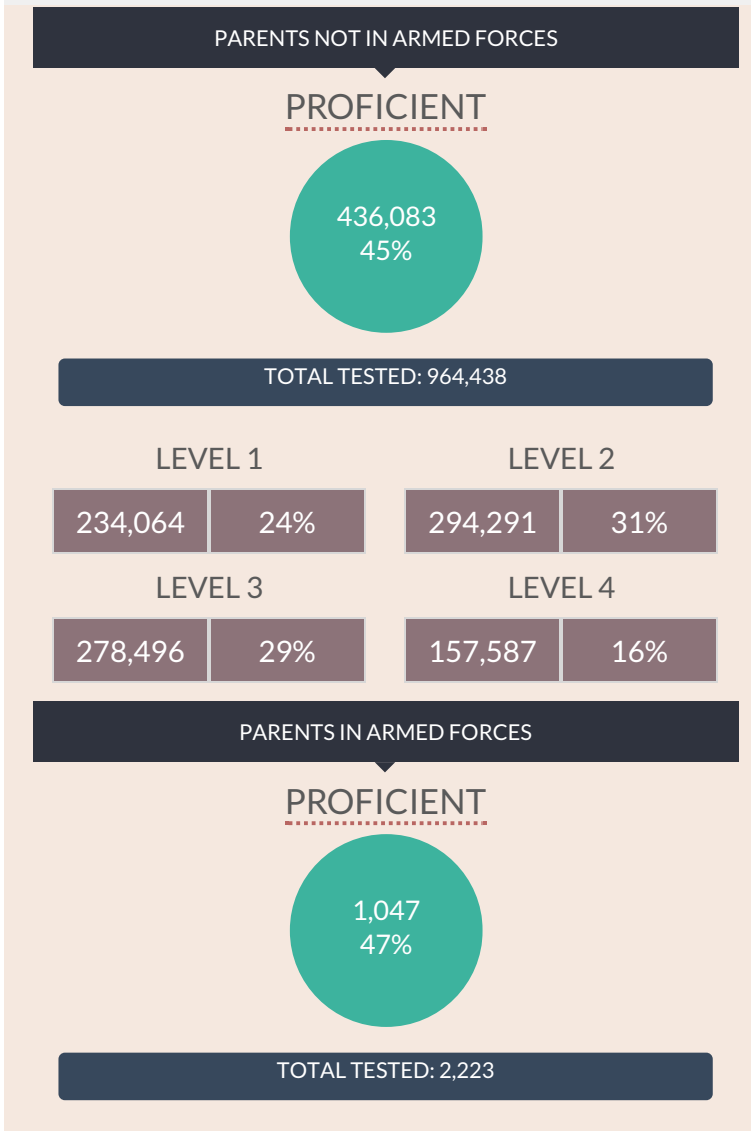 PARENTS NOT IN ARMED FORCES
PROFICIENT
436,083
45%
TOTAL TESTED: 964,438
LEVEL 1
234,064 24%
LEVEL 2
294,291 31%
LEVEL 3
278,496 29%
LEVEL 4
157,587 16%
PARENTS IN ARMED FORCES
PROFICIENT
1,047
47%
TOTAL TESTED: 2,223